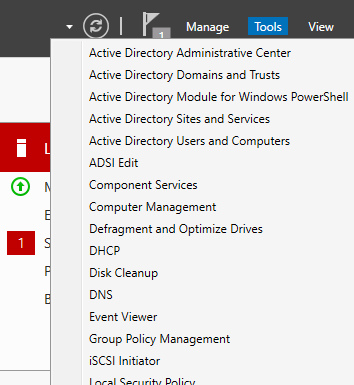 1 Manage Tools View
Active Directory Administrative Center
Active Directory Domains and Trusts
Active Directory Module for Windows PowerShell
Active Directory Sites and Services
Active Directory Users and Computers
ADSI Edit
Component Services
Computer Management
Defragment and Optimize Drives
DHCP
Disk Cleanup
DNS
Event Viewer
Group Policy Management
iSCSI Initiator
Local Security Policy
L
M
E
1 S
P
B